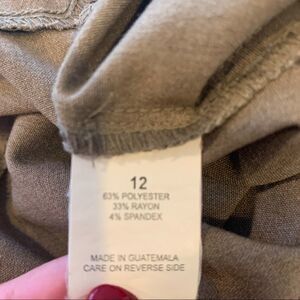 12
63% POLYESTER
33% RAYON
4% SPANDEX
MADE IN GUATEMALA
CARE ON REVERSE SIDE